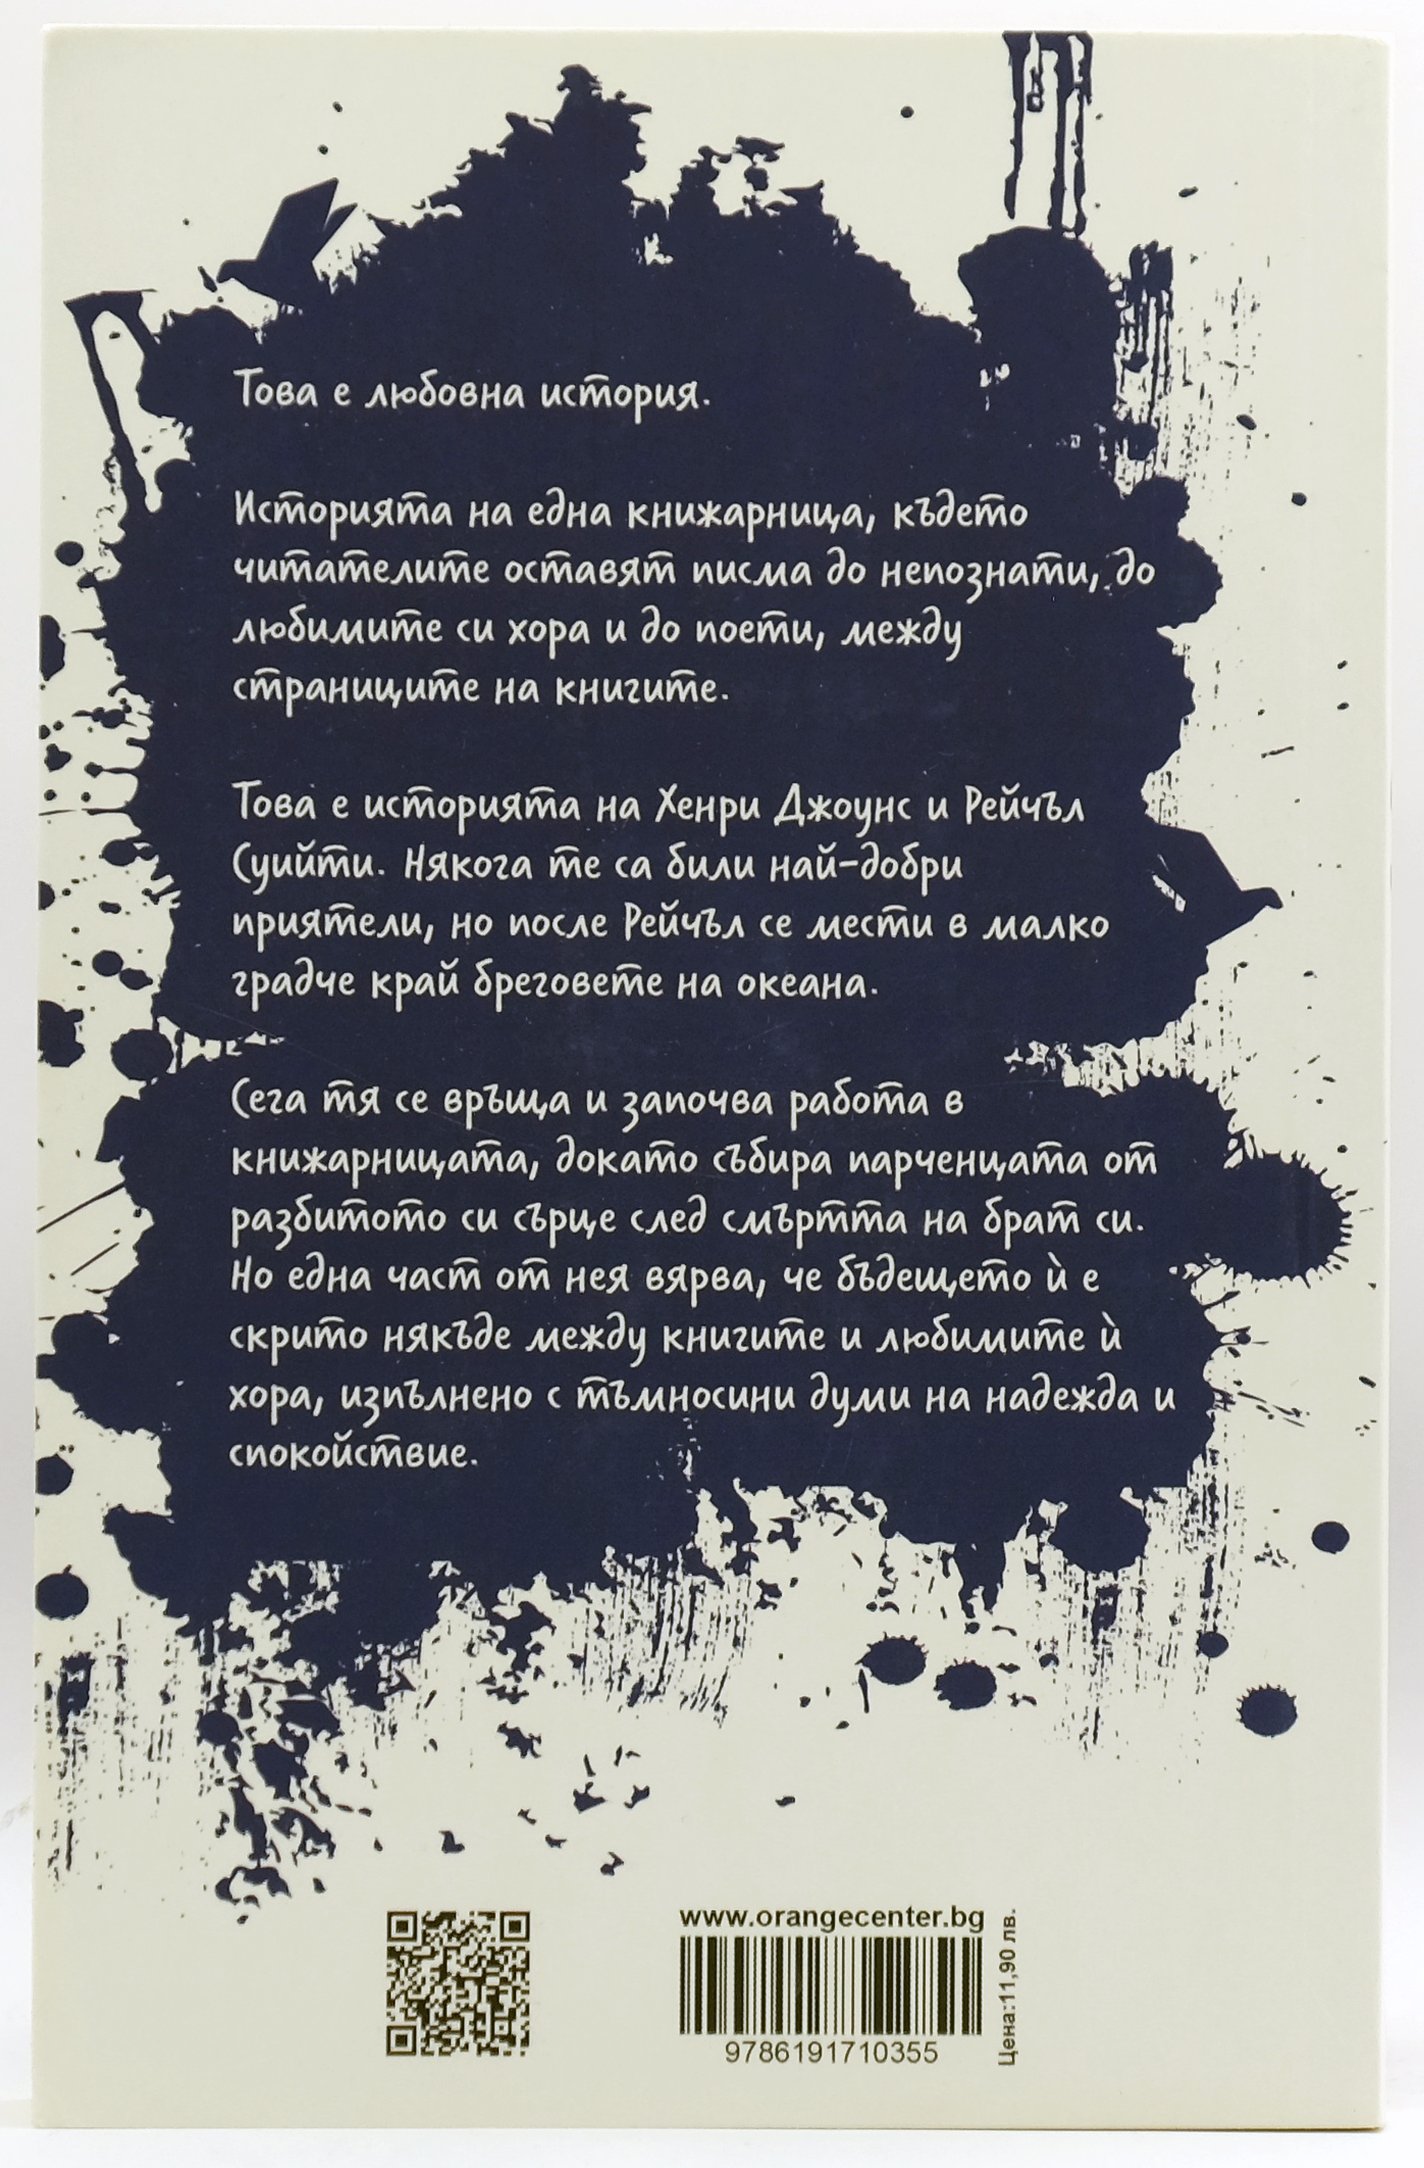 Това е любовна история.
Историята на една книжарница, където
читателите оставят писма до непознати, до
любимите си хора и до поети, между
страниците на книгите.
Това е историята на Хенри Джоунс и Рейчъл
Суийти. Някога те са били най-добри
приятели, но после Рейчъл се мести в малко
градче край бреговете на океана.
Сега тя се връща и започва работа в
книжарницата, докато събира парченцата от
разбитото си сърце след смъртта на брат си.
Но една част от нея вярва, че бъдещето ѝ е
скрито някъде между книгите и любимите ѝ
хора, изпълнено с тъмносини думи на надежда и
спокойствие.
www.orangecenter.bg
9786191710355
Цена:11,90 лв.